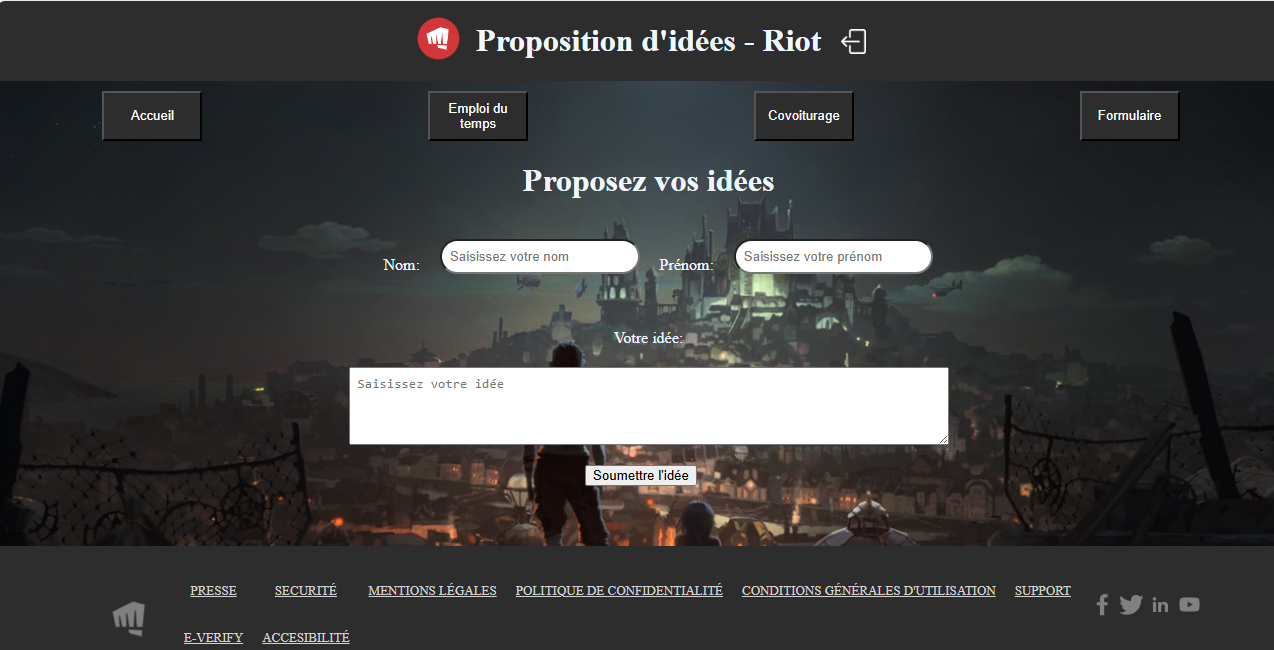 Proposition d'idées - Riot
Accueil
Emploi du
temps
Covoiturage
Formulaire
Proposez vos idées
Nom: Saisissez votre nom Prénom: Saisissez votre prénom
Votre idée:
Saisissez votre idée
Soumettre l'idée
PRESSE SECURITÉ MENTIONS LÉGALES POLITIQUE DE CONFIDENTIALITÉ CONDITIONS GÉNÉRALES D'UTILISATION SUPPORT
E-VERIFY ACCESIBILITÉ